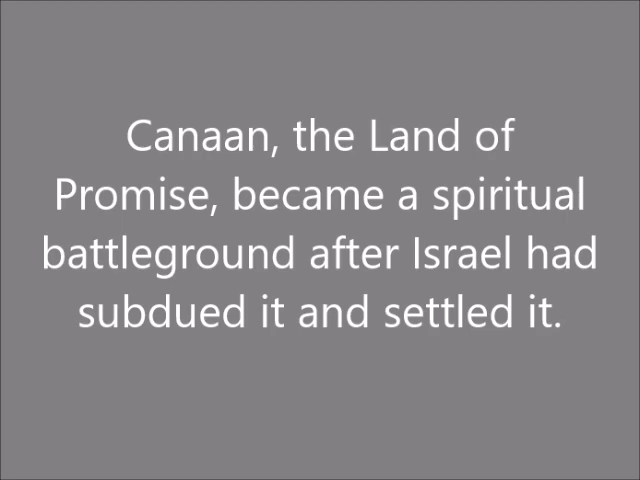 Canaan, the Land of
Promise, became a spiritual
battleground after Israel had
subdued it and settled it.